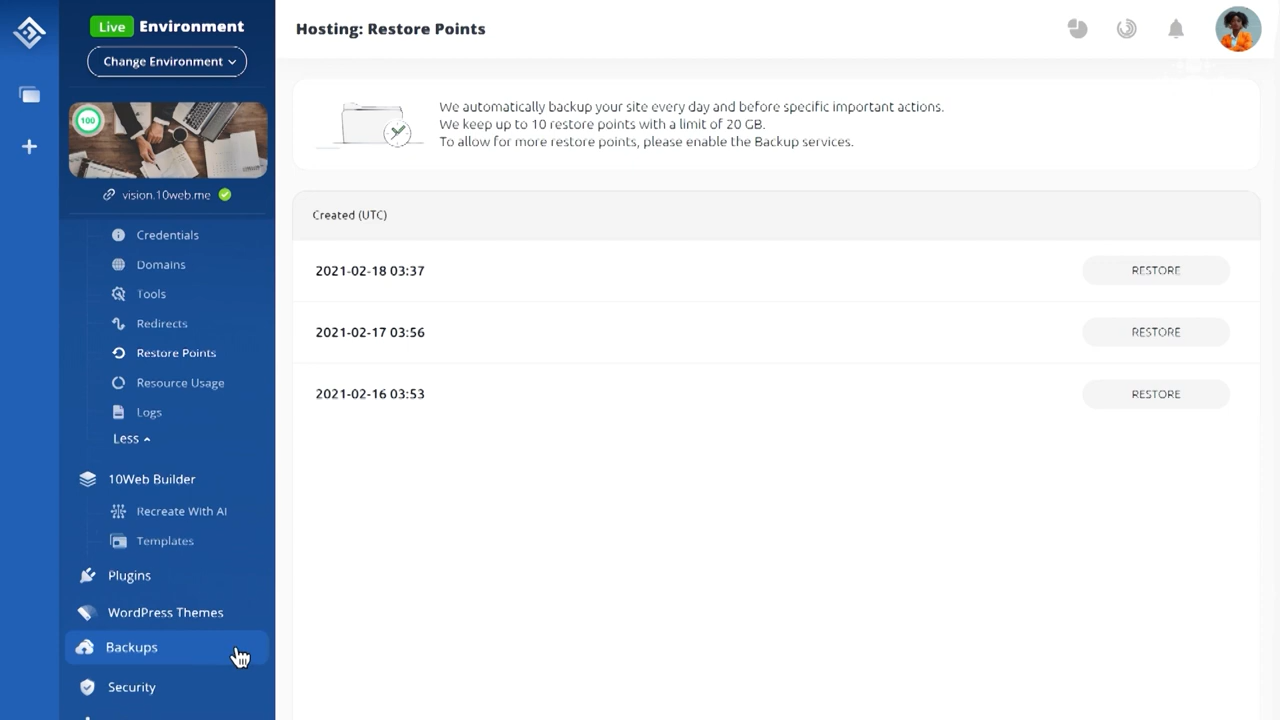 Live Environment
Change Environment
100
vision.10web.me
Credentials
Domains
Tools
Redirects
Restore Points
Resource Usage
Logs
Less
10Web Builder
Recreate With AI
Templates
Plugins
WordPress Themes
Backups
Security
Hosting: Restore Points
We automatically backup your site every day and before specific important actions.
We keep up to 10 restore points with a limit of 20 GB.
To allow for more restore points, please enable the Backup services.
Created (UTC)
2021-02-18 03:37 RESTORE
2021-02-17 03:56 RESTORE
2021-02-16 03:53 RESTORE